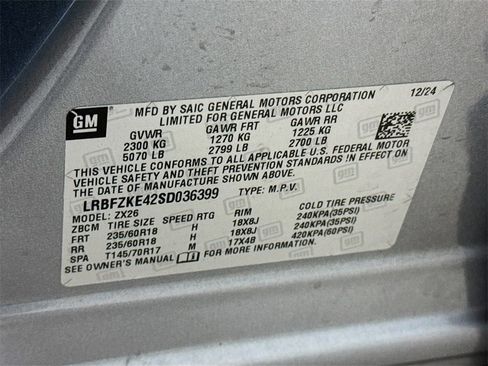 GM
12/24
MFD BY SAIC GENERAL MOTORS CORPORATION
LIMITED FOR GENERAL MOTORS LLC
GVWR GAWR FRT GAWR RR
2300 KG 1270 KG 1225 KG
5070 LB 2799 LB 2700 LB
THIS VEHICLE CONFORMS TO ALL APPLICABLE U.S. FEDERAL MOTOR
VEHICLE SAFETY AND THEFT PREVENTION STANDARDS IN EFFECT ON
THE DATE OF MANUFACTURE SHOWN ABOVE.
LRBFZKE42SD036399 TYPE: M.P.V.
MODEL: ZX26
ZBCM TIRE SIZE SPEED RTG RIM COLD TIRE PRESSURE
FRT 235/60R18 H 18X8J 240KPA(35PSI)
RR 235/60R18 H 18X8J 240KPA(35PSI)
SPA T145/70R17 M 17X4B 420KPA(60PSI)
SEE OWNER'S MANUAL FOR MORE INFORMATION.